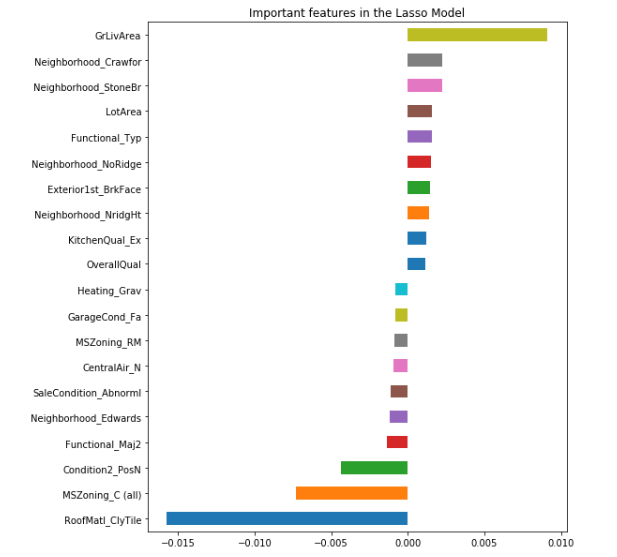 Important features in the Lasso Model
GrLivArea
Neighborhood_Crawfor
Neighborhood_StoneBr
LotArea
Functional_Typ
Neighborhood_NoRidge
Exterior1st_BrkFace
Neighborhood_NridgHt
KitchenQual_Ex
OverallQual
Heating_Grav
GarageCond_Fa
MSZoning_RM
CentralAir_N
SaleCondition_Abnorml
Neighborhood_Edwards
Functional_Maj2
Condition2_PosN
MSZoning_C (all)
RoofMatl_ClyTile
−0.015 −0.010 −0.005 0.000 0.005 0.010